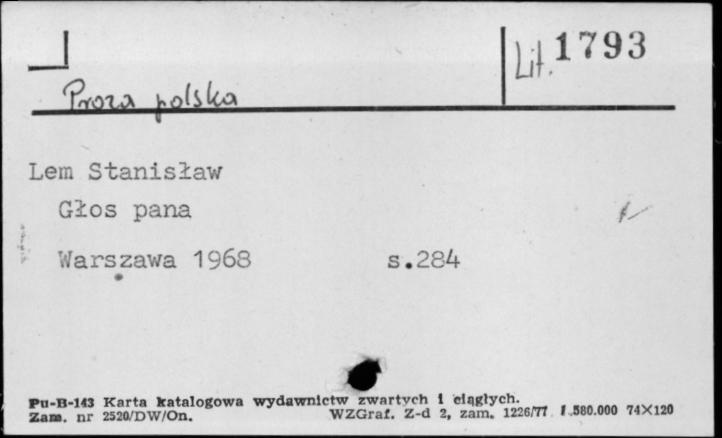 Lit. 1793
Proza polska
Lem Stanisław
Głos pana
Warszawa 1968 s.284
Pu-B-143 Karta katalogowa wydawnictw zwartych i ciągłych.
Zam. nr 2520/DW/On. WZGraf. Z-d 2, zam. 1226/77 1.580.000 74X120